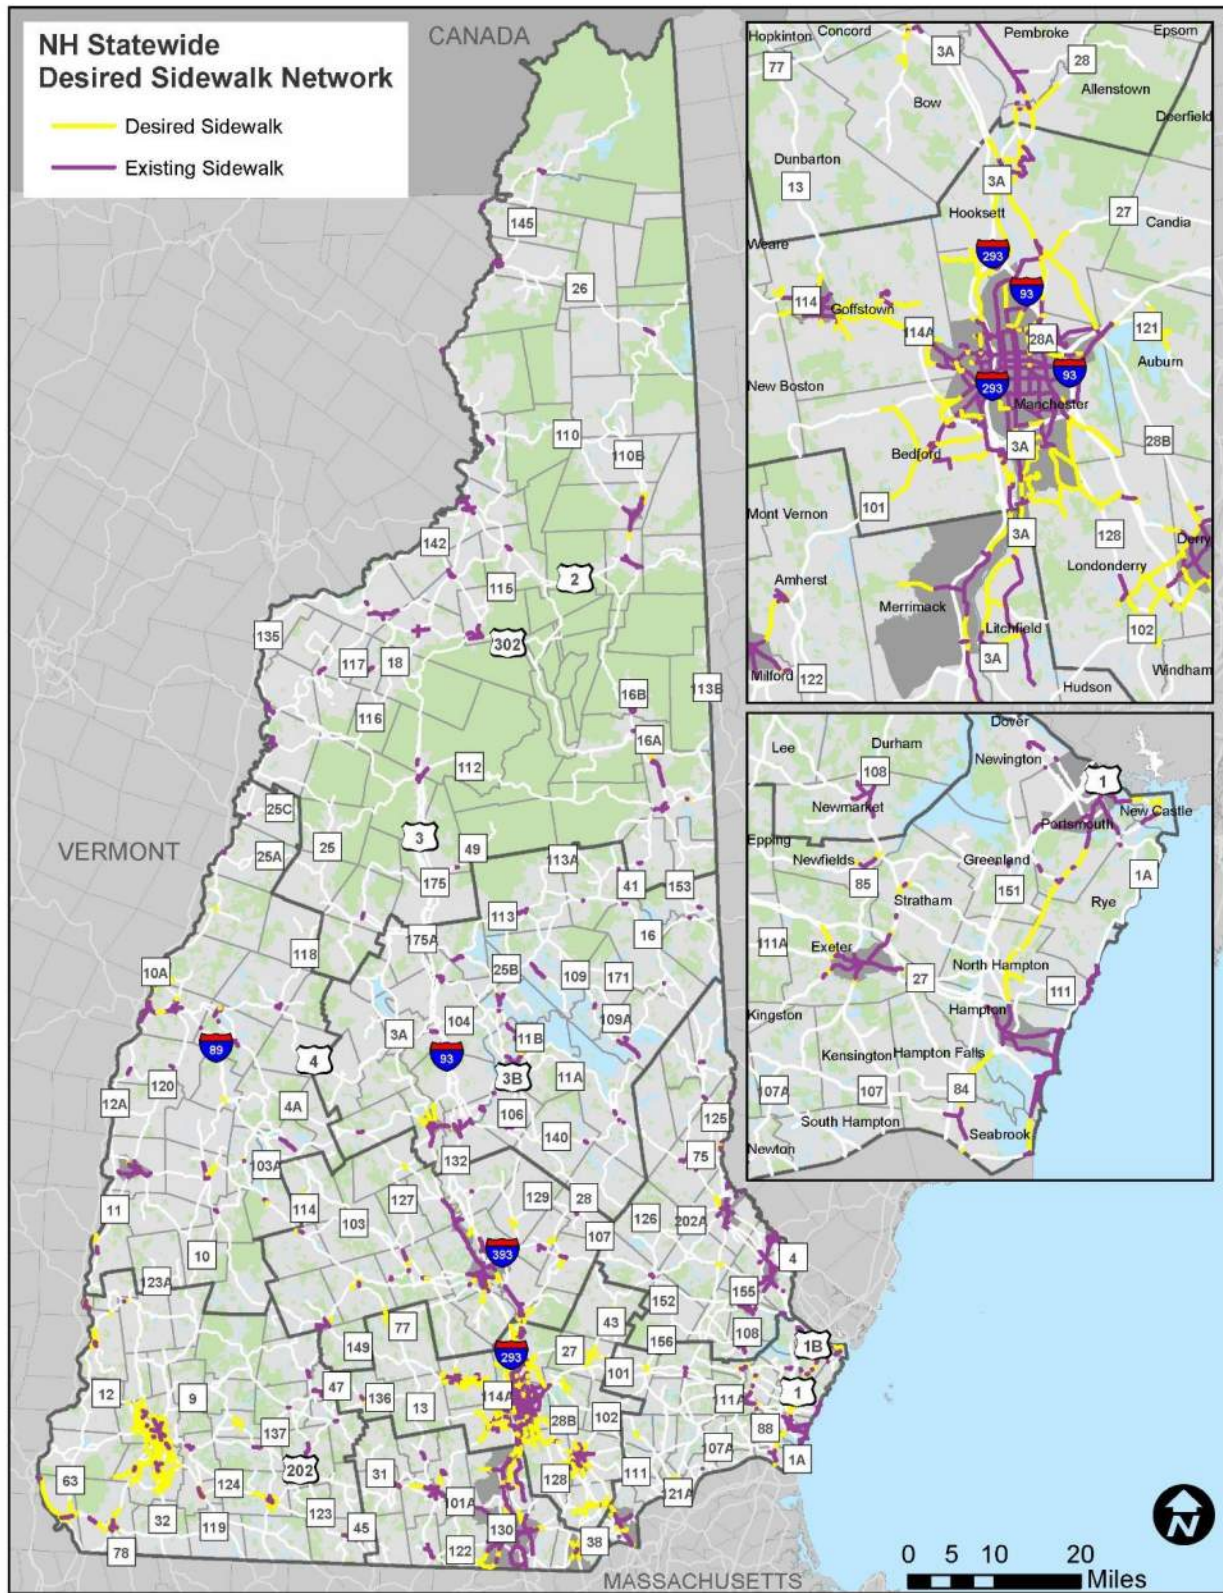 NH Statewide
Desired Sidewalk Network
Desired Sidewalk
Existing Sidewalk
CANADA
VERMONT
MASSACHUSETTS
145
26
110
110B
142
115
2
135
302
117
18
116
16B
113B
16A
112
25C
25
3
25A
49
175
113A
41
153
113
175A
16
118
25B
109
171
10A
3A
104
109A
11B
89
4
93
3B
11A
120
12A
4A
106
125
140
103A
132
75
11
114
127
129
28
126
202A
103
107
10
393
4
123A
155
152
77
43
108
149
156
1B
293
27
101
12
9
47
136
13
114A
111A
1
28B
102
88
137
107A
202
63
31
128
111
1A
124
101A
121A
32
119
123
45
130
38
78
122
0 5 10 20
Miles
N
Hopkinton
Concord
Pembroke
Epsom
3A
77
28
Bow
Allenstown
Deerfield
Dunbarton
13
3A
Hooksett
27
Candia
Weare
293
93
114
Goffstown
114A
28A
121
Auburn
93
New Boston
293
Manchester
3A
28B
Bedford
Mont Vernon
101
3A
128
Derry
Londonderry
Amherst
Merrimack
Litchfield
102
3A
Milford
122
Windham
Hudson
Dover
Lee
Durham
Newington
108
1
Newmarket
New Castle
Portsmouth
Epping
Newfields
Greenland
85
151
1A
Stratham
Rye
111A
Exeter
27
North Hampton
111
Kingston
Hampton
Kensington
Hampton Falls
107A
107
84
South Hampton
Seabrook
Newton